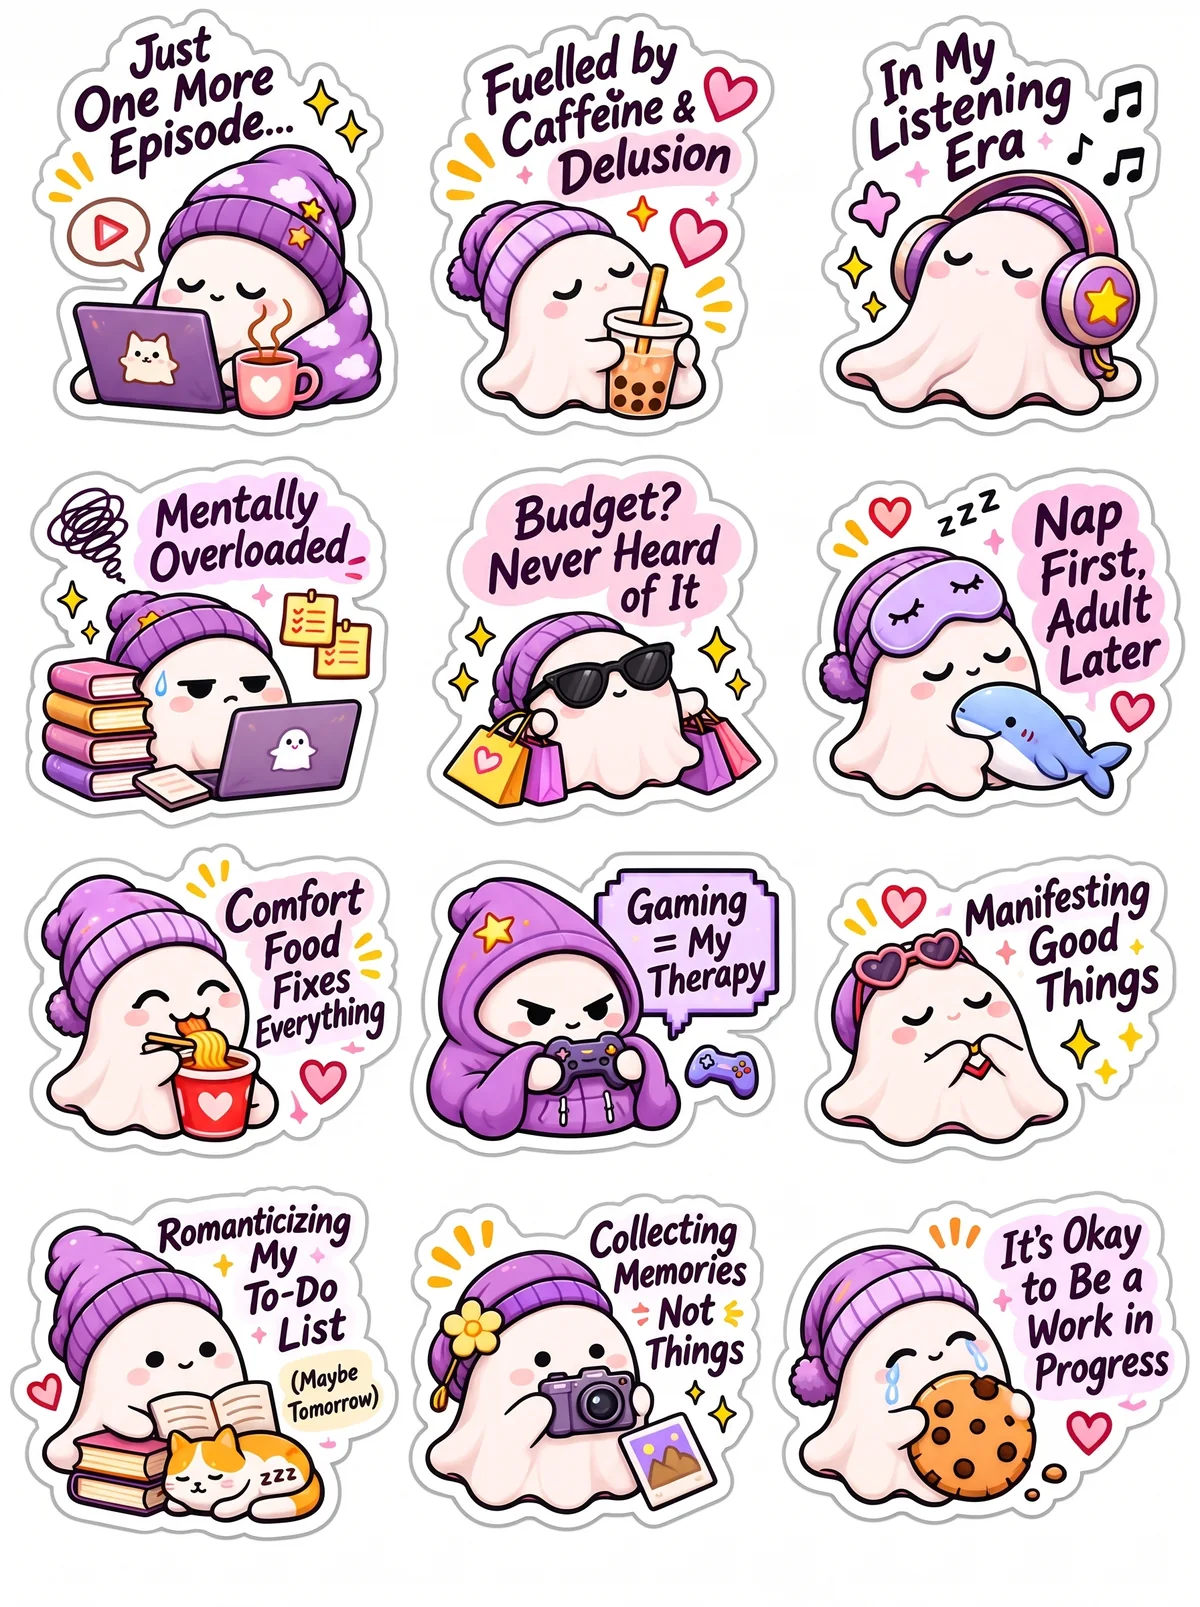 Just
One More
Episode...
Fuelled by
Caffeine &
Delusion
In My
Listening
Era
Mentally
Overloaded
Budget?
Never Heard
of It
zzz
Nap
First,
Adult
Later
Comfort
Food
Fixes
Everything
Gaming
= My
Therapy
Manifesting
Good
Things
Romanticizing
My
To-Do
List
(Maybe
Tomorrow)
zzz
Collecting
Memories
Not
Things
It's Okay
to Be a
Work in
Progress